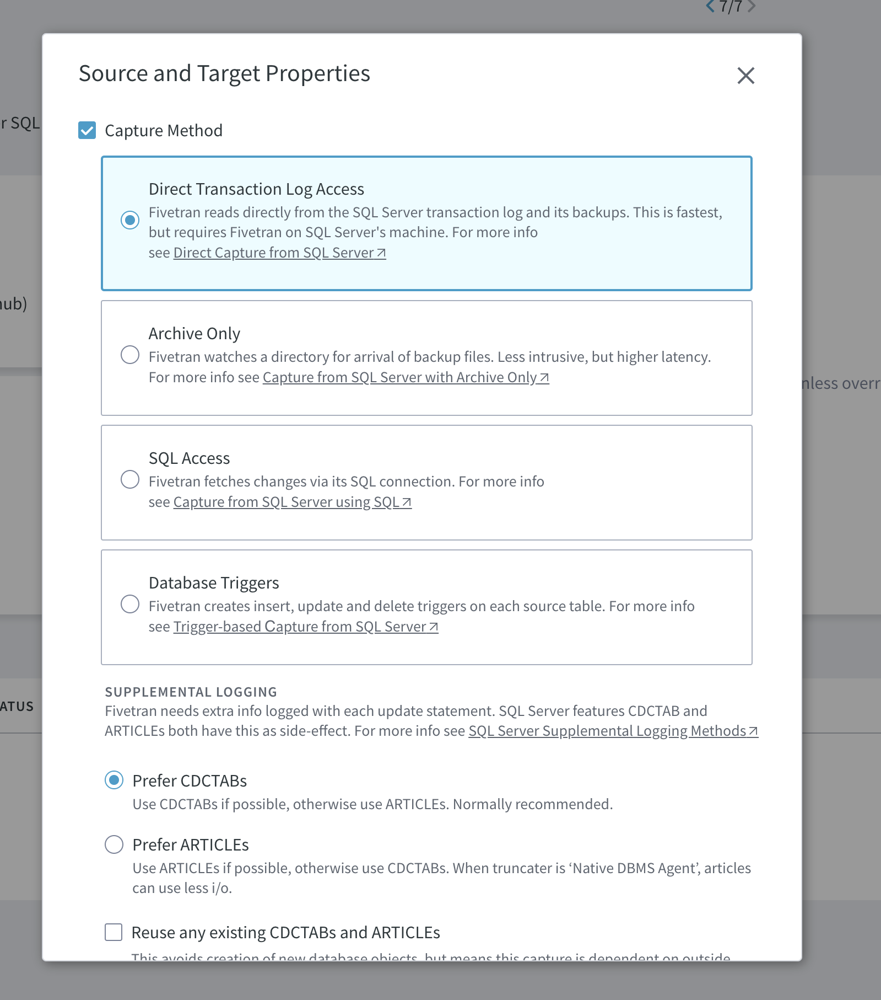 7/7
Source and Target Properties
r SQL
Capture Method
Direct Transaction Log Access
Fivetran reads directly from the SQL Server transaction log and its backups. This is fastest,
but requires Fivetran on SQL Server's machine. For more info
see Direct Capture from SQL Server
hub)
Archive Only
Fivetran watches a directory for arrival of backup files. Less intrusive, but higher latency.
For more info see Capture from SQL Server with Archive Only
nless overr
SQL Access
Fivetran fetches changes via its SQL connection. For more info
see Capture from SQL Server using SQL
Database Triggers
Fivetran creates insert, update and delete triggers on each source table. For more info
see Trigger-based Capture from SQL Server
SUPPLEMENTAL LOGGING
ATUS
Fivetran needs extra info logged with each update statement. SQL Server features CDCTAB and
ARTICLEs both have this as side-effect. For more info see SQL Server Supplemental Logging Methods
Prefer CDCTABs
Use CDCTABs if possible, otherwise use ARTICLEs. Normally recommended.
Prefer ARTICLEs
Use ARTICLEs if possible, otherwise use CDCTABs. When truncater is ‘Native DBMS Agent’, articles
can use less i/o.
Reuse any existing CDCTABs and ARTICLEs
This avoids creation of new database objects, but means this capture is dependent on outside